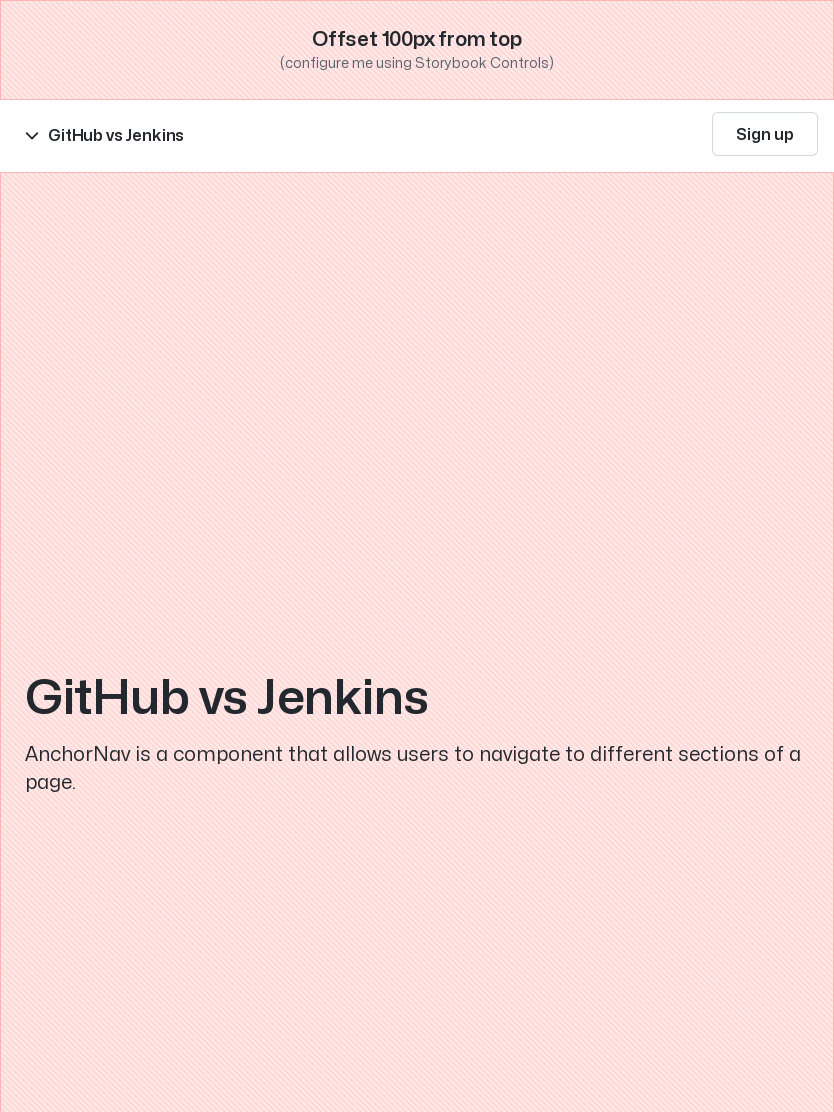 Offset 100px from top
(configure me using Storybook Controls)
GitHub vs Jenkins
Sign up
GitHub vs Jenkins
AnchorNav is a component that allows users to navigate to different sections of a
page.